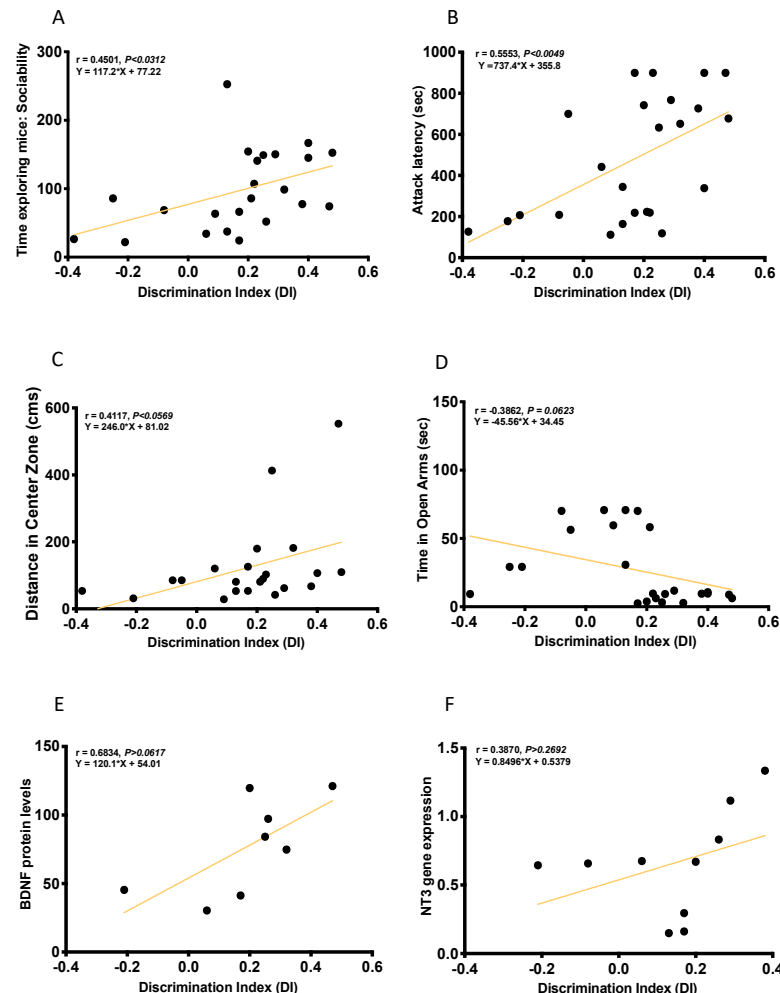 A
r = 0.4501, P<0.0312
Y = 117.2*X + 77.22
Time exploring mice: Sociability
300
200
100
0
-0.4 -0.2 0.0 0.2 0.4 0.6
Discrimination Index (DI)
B
r = 0.5553, P<0.0049
Y =737.4*X + 355.8
Attack latency (sec)
1000
800
600
400
200
0
-0.4 -0.2 0.0 0.2 0.4 0.6
Discrimination Index (DI)
C
r = 0.4117, P<0.0569
Y = 246.0*X + 81.02
Distance in Center Zone (cms)
600
400
200
0
-0.4 -0.2 0.0 0.2 0.4 0.6
Discrimination Index (DI)
D
r = -0.3862, P = 0.0623
Y = -45.56*X + 34.45
Time in Open Arms (sec)
150
100
50
0
-0.4 -0.2 0.0 0.2 0.4 0.6
Discrimination Index (DI)
E
r = 0.6834, P>0.0617
Y = 120.1*X + 54.01
BDNF protein levels
150
100
50
0
-0.4 -0.2 0.0 0.2 0.4 0.6
Discrimination Index (DI)
F
r = 0.3870, P>0.2692
Y = 0.8496*X + 0.5379
NT3 gene expression
1.5
1.0
0.5
0.0
-0.4 -0.2 0.0 0.2 0.4
Discrimination Index (DI)